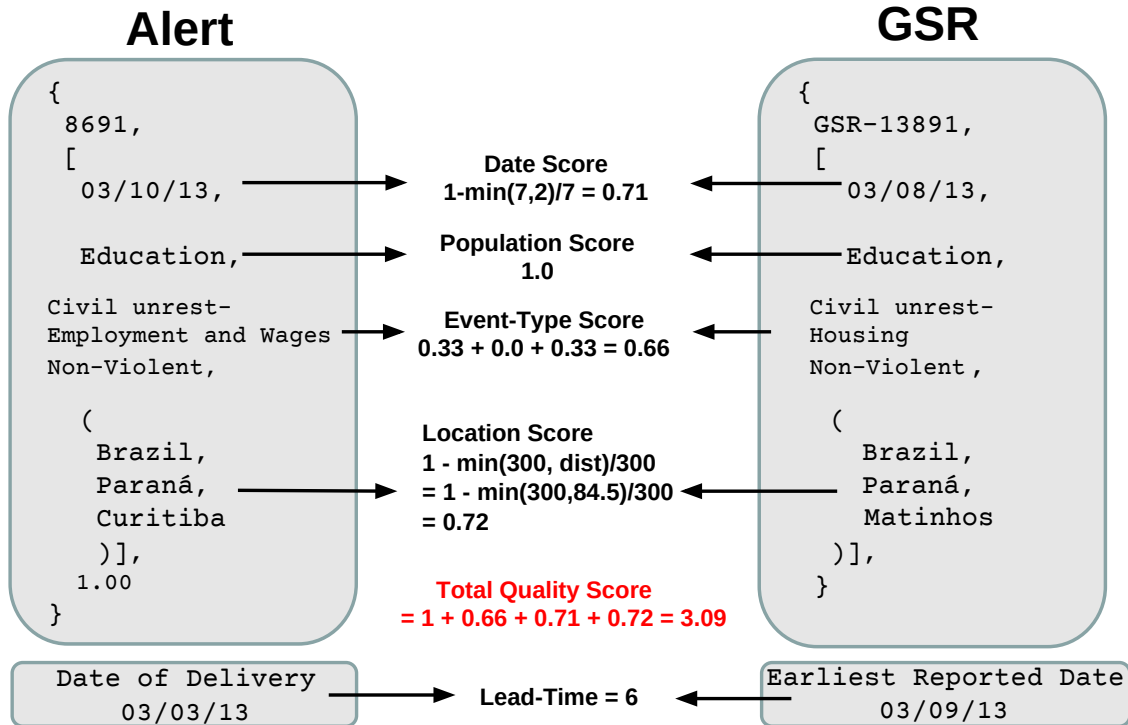 Alert
GSR
{
8691,
[
03/10/13,
Education,
Civil unrest-
Employment and Wages
Non-Violent,
(
Brazil,
Paraná,
Curitiba
)],
1.00
}
Date Score
1-min(7,2)/7 = 0.71
Population Score
1.0
Event-Type Score
0.33 + 0.0 + 0.33 = 0.66
Location Score
1 - min(300, dist)/300
= 1 - min(300,84.5)/300
= 0.72
Total Quality Score
= 1 + 0.66 + 0.71 + 0.72 = 3.09
{
GSR-13891,
[
03/08/13,
Education,
Civil unrest-
Housing
Non-Violent ,
(
Brazil,
Paraná,
Matinhos
)],
}
Date of Delivery
03/03/13
Lead-Time = 6
Earliest Reported Date
03/09/13